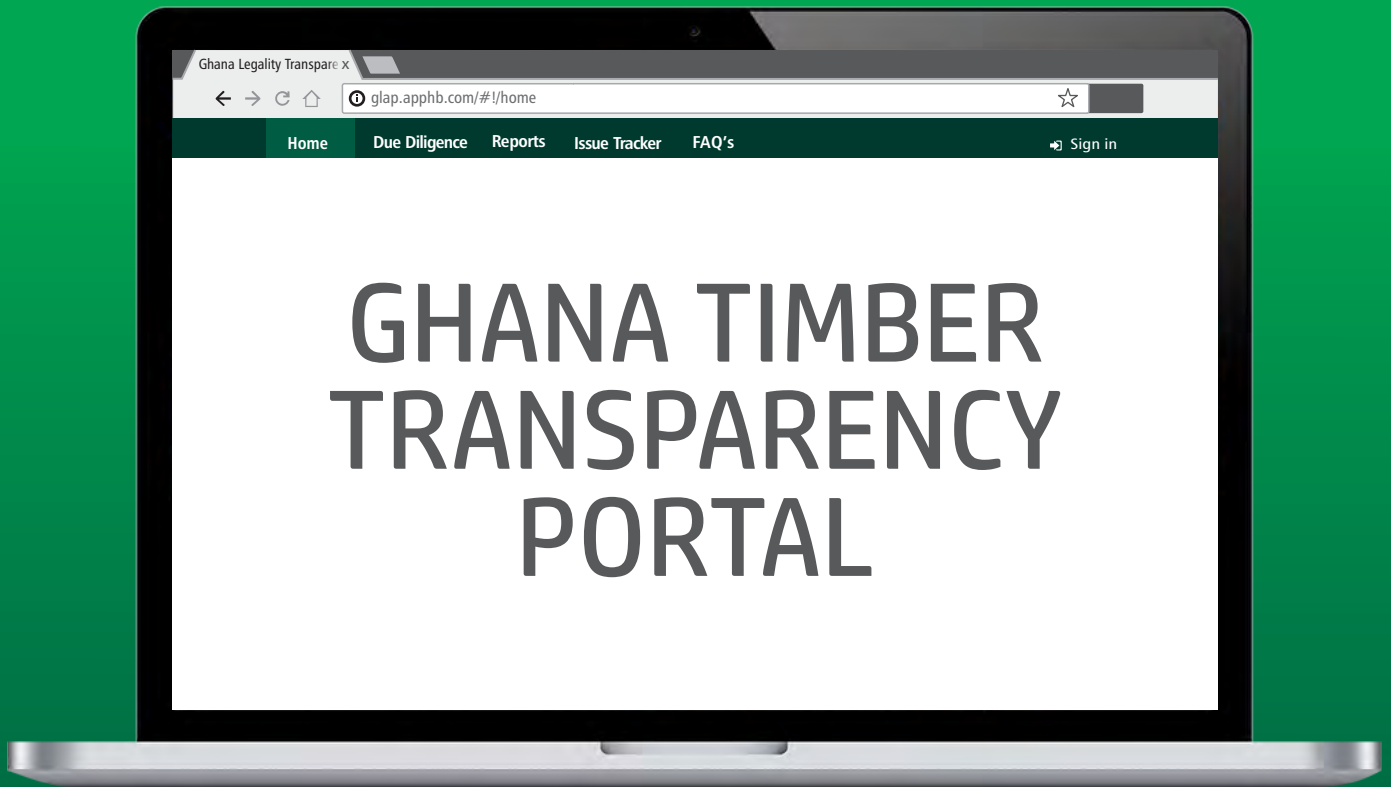 Ghana Legality Transpare x
glap.apphb.com/#!/home
Home Due Diligence Reports Issue Tracker FAQ's Sign in
GHANA TIMBER
TRANSPARENCY
PORTAL